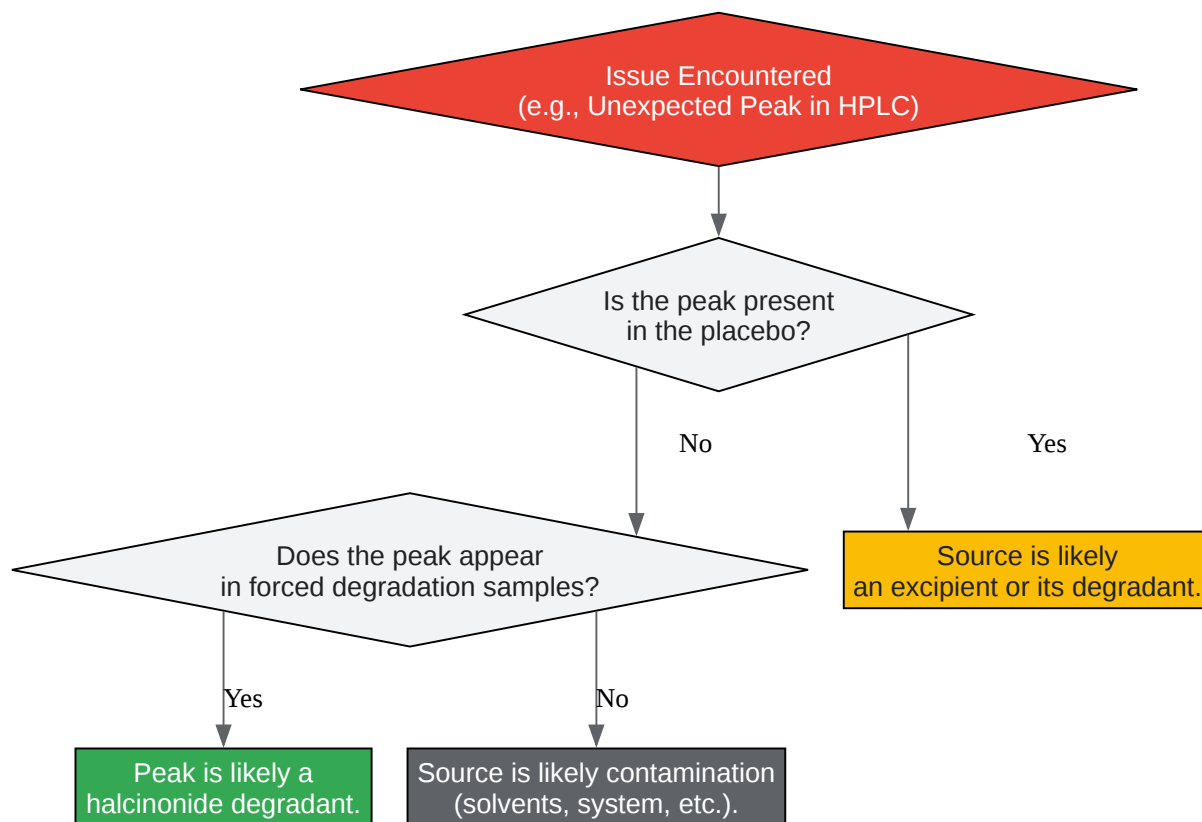 Issue Encountered
(e.g., Unexpected Peak in HPLC)
Is the peak present
in the placebo?
No
Yes
Does the peak appear
in forced degradation samples?
Source is likely
an excipient or its degradant.
Yes
No
Peak is likely a
halcinonide degradant.
Source is likely contamination
(solvents, system, etc.).